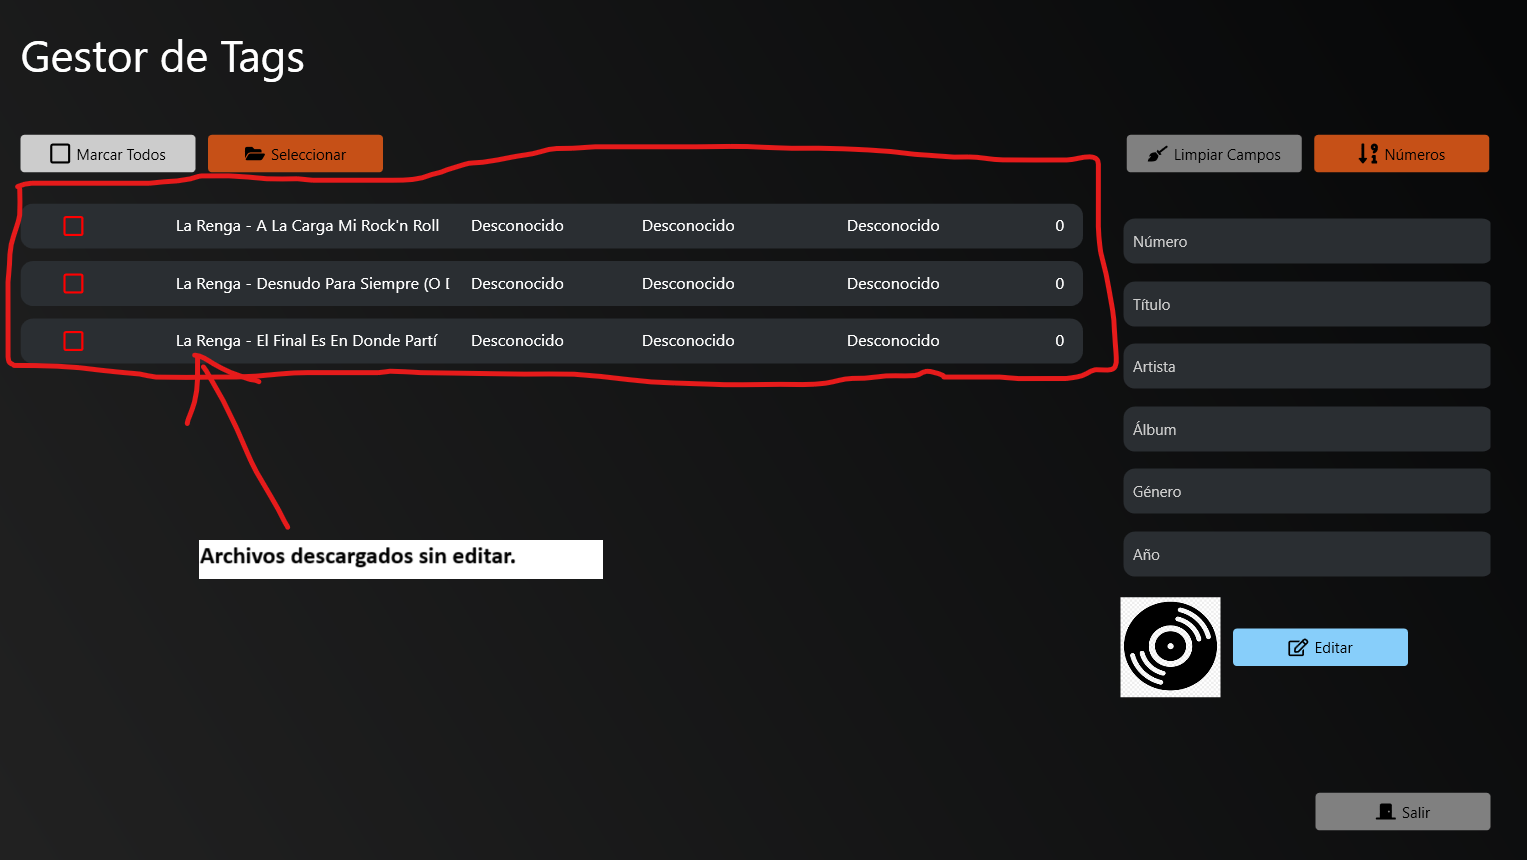 Gestor de Tags
Marcar Todos Seleccionar Limpiar Campos Números
La Renga - A La Carga Mi Rock'n Roll Desconocido Desconocido Desconocido 0
La Renga - Desnudo Para Siempre (O Desconocido Desconocido Desconocido 0
La Renga - El Final Es En Donde Partí Desconocido Desconocido Desconocido 0
Archivos descargados sin editar.
Número
Título
Artista
Álbum
Género
Año
Editar
Salir